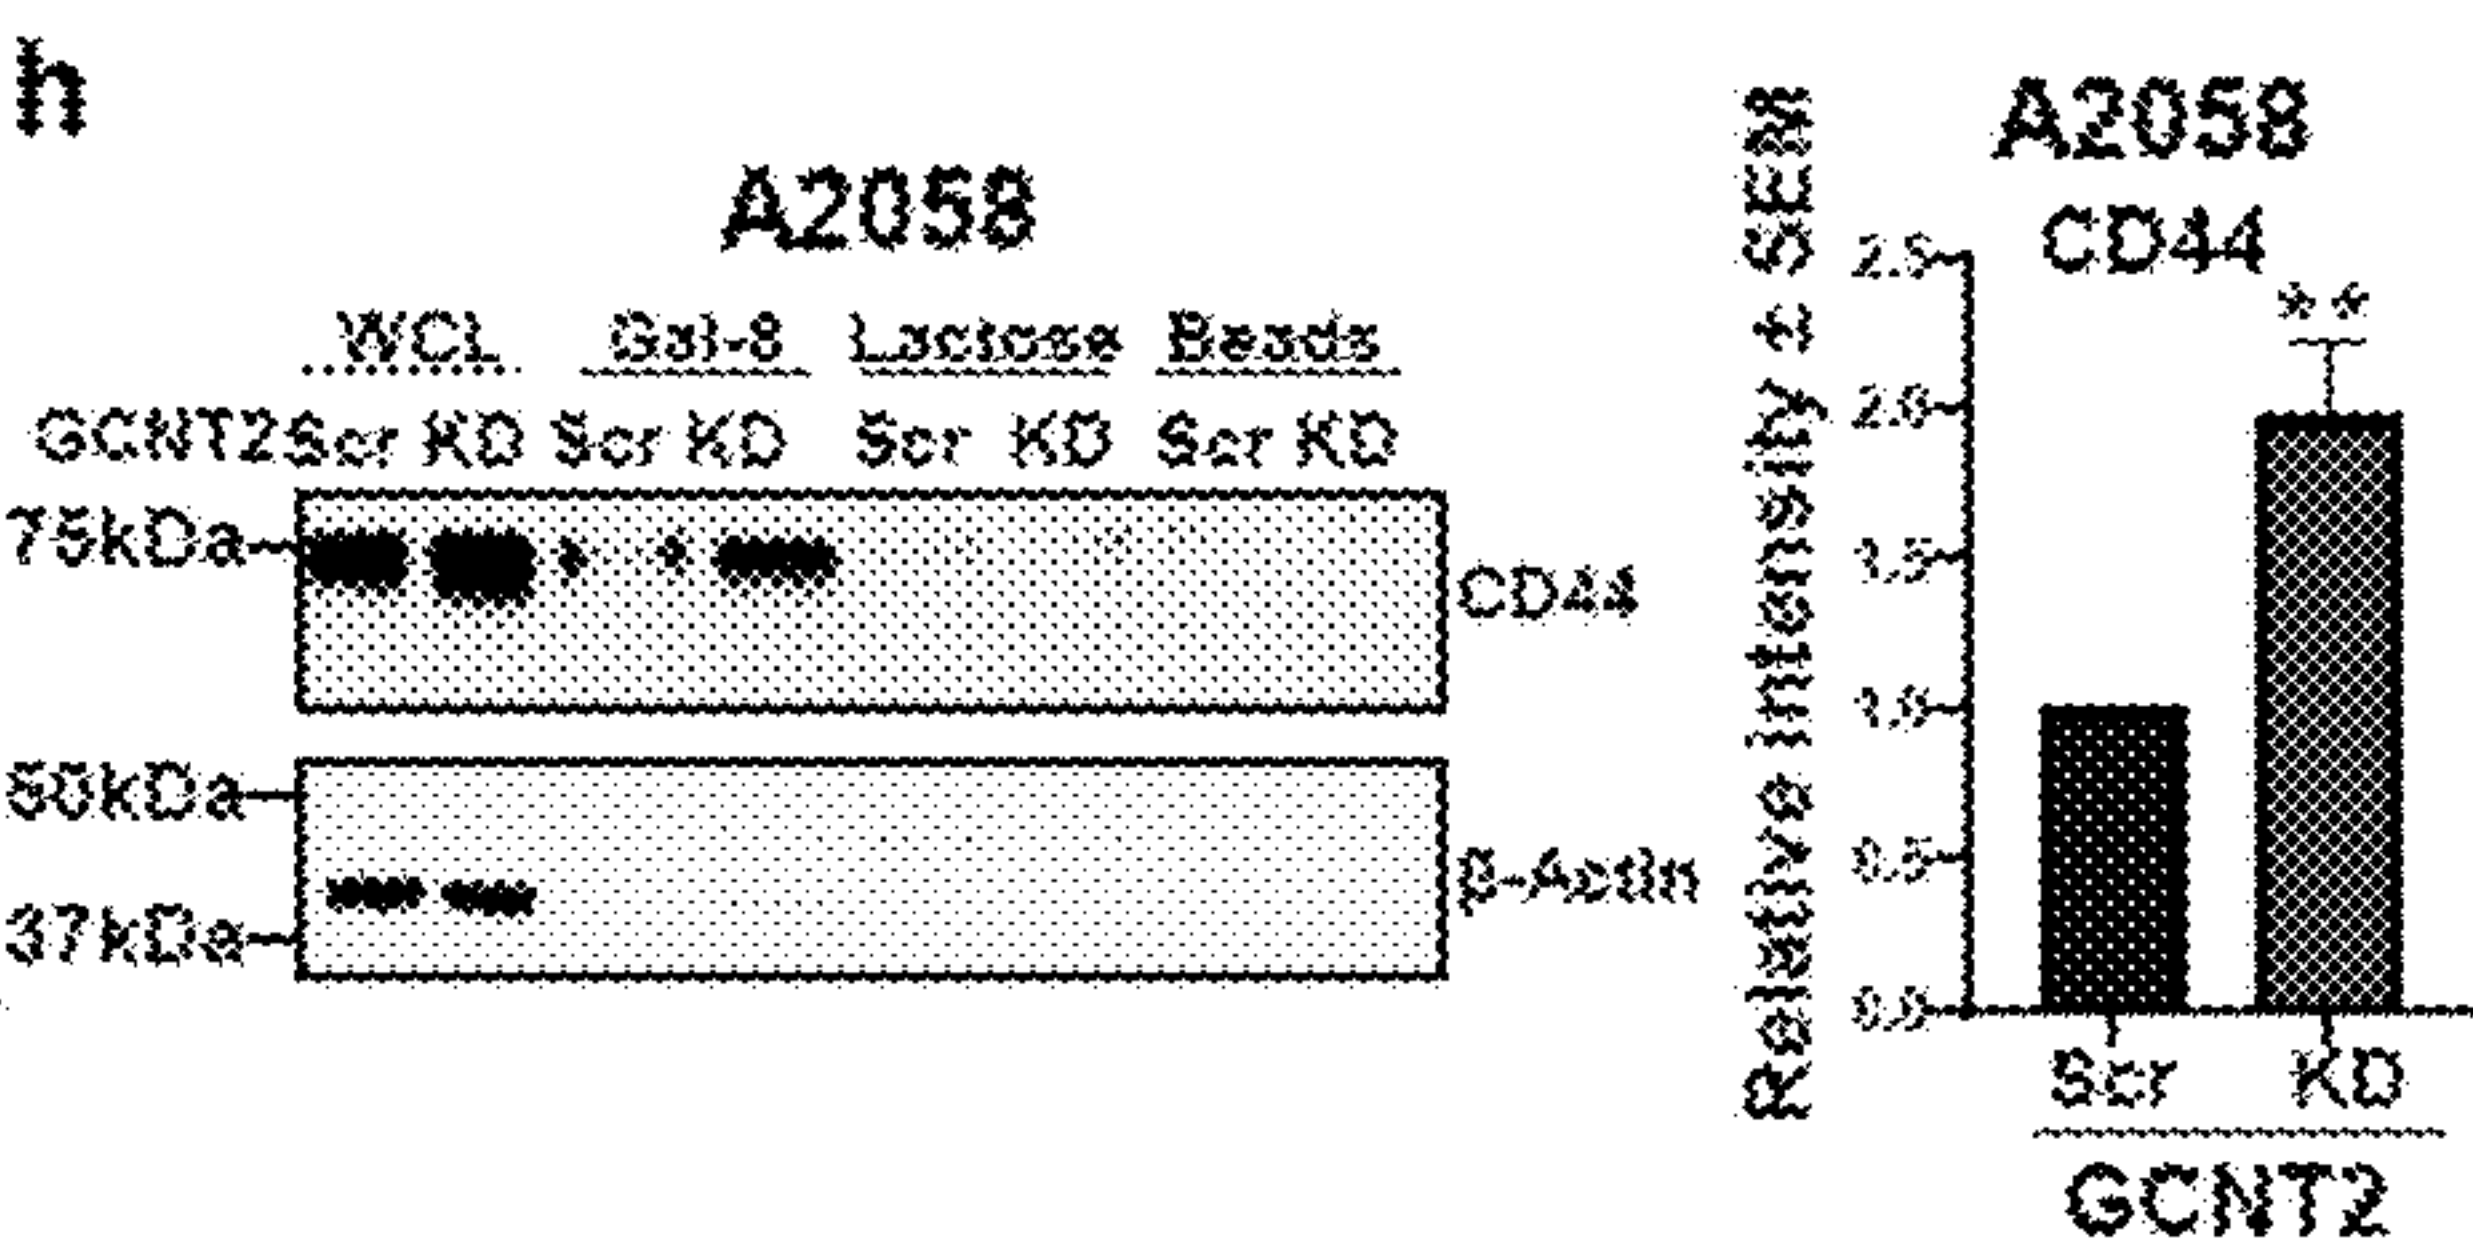 h
A2058
WCL Gal-8 Lactose Beads
GCNT2 Scr KD Scr KD Scr KD Scr KD
75kDa
CD44
50kDa
β-Actin
37kDa
Relative intensity ± SEM
A2058
CD44
**
2.5
2.0
1.5
1.0
0.5
0.0
Scr KD
GCNT2